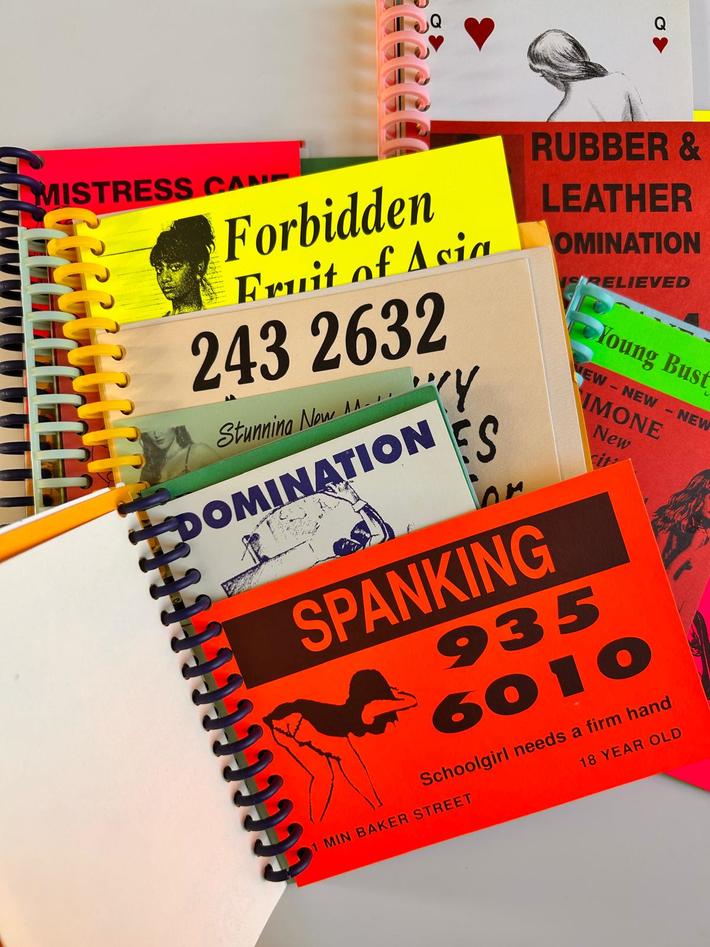 Q
Q
RUBBER &
LEATHER
DOMINATION
RELIEVED
MISTRESS CANE
Forbidden
Fruit of Asia
243 2632
Stunning New
Young Busty
NEW - NEW - NEW
SIMONE
New
DOMINATION
SPANKING
935
6010
Schoolgirl needs a firm hand
18 YEAR OLD
1 MIN BAKER STREET